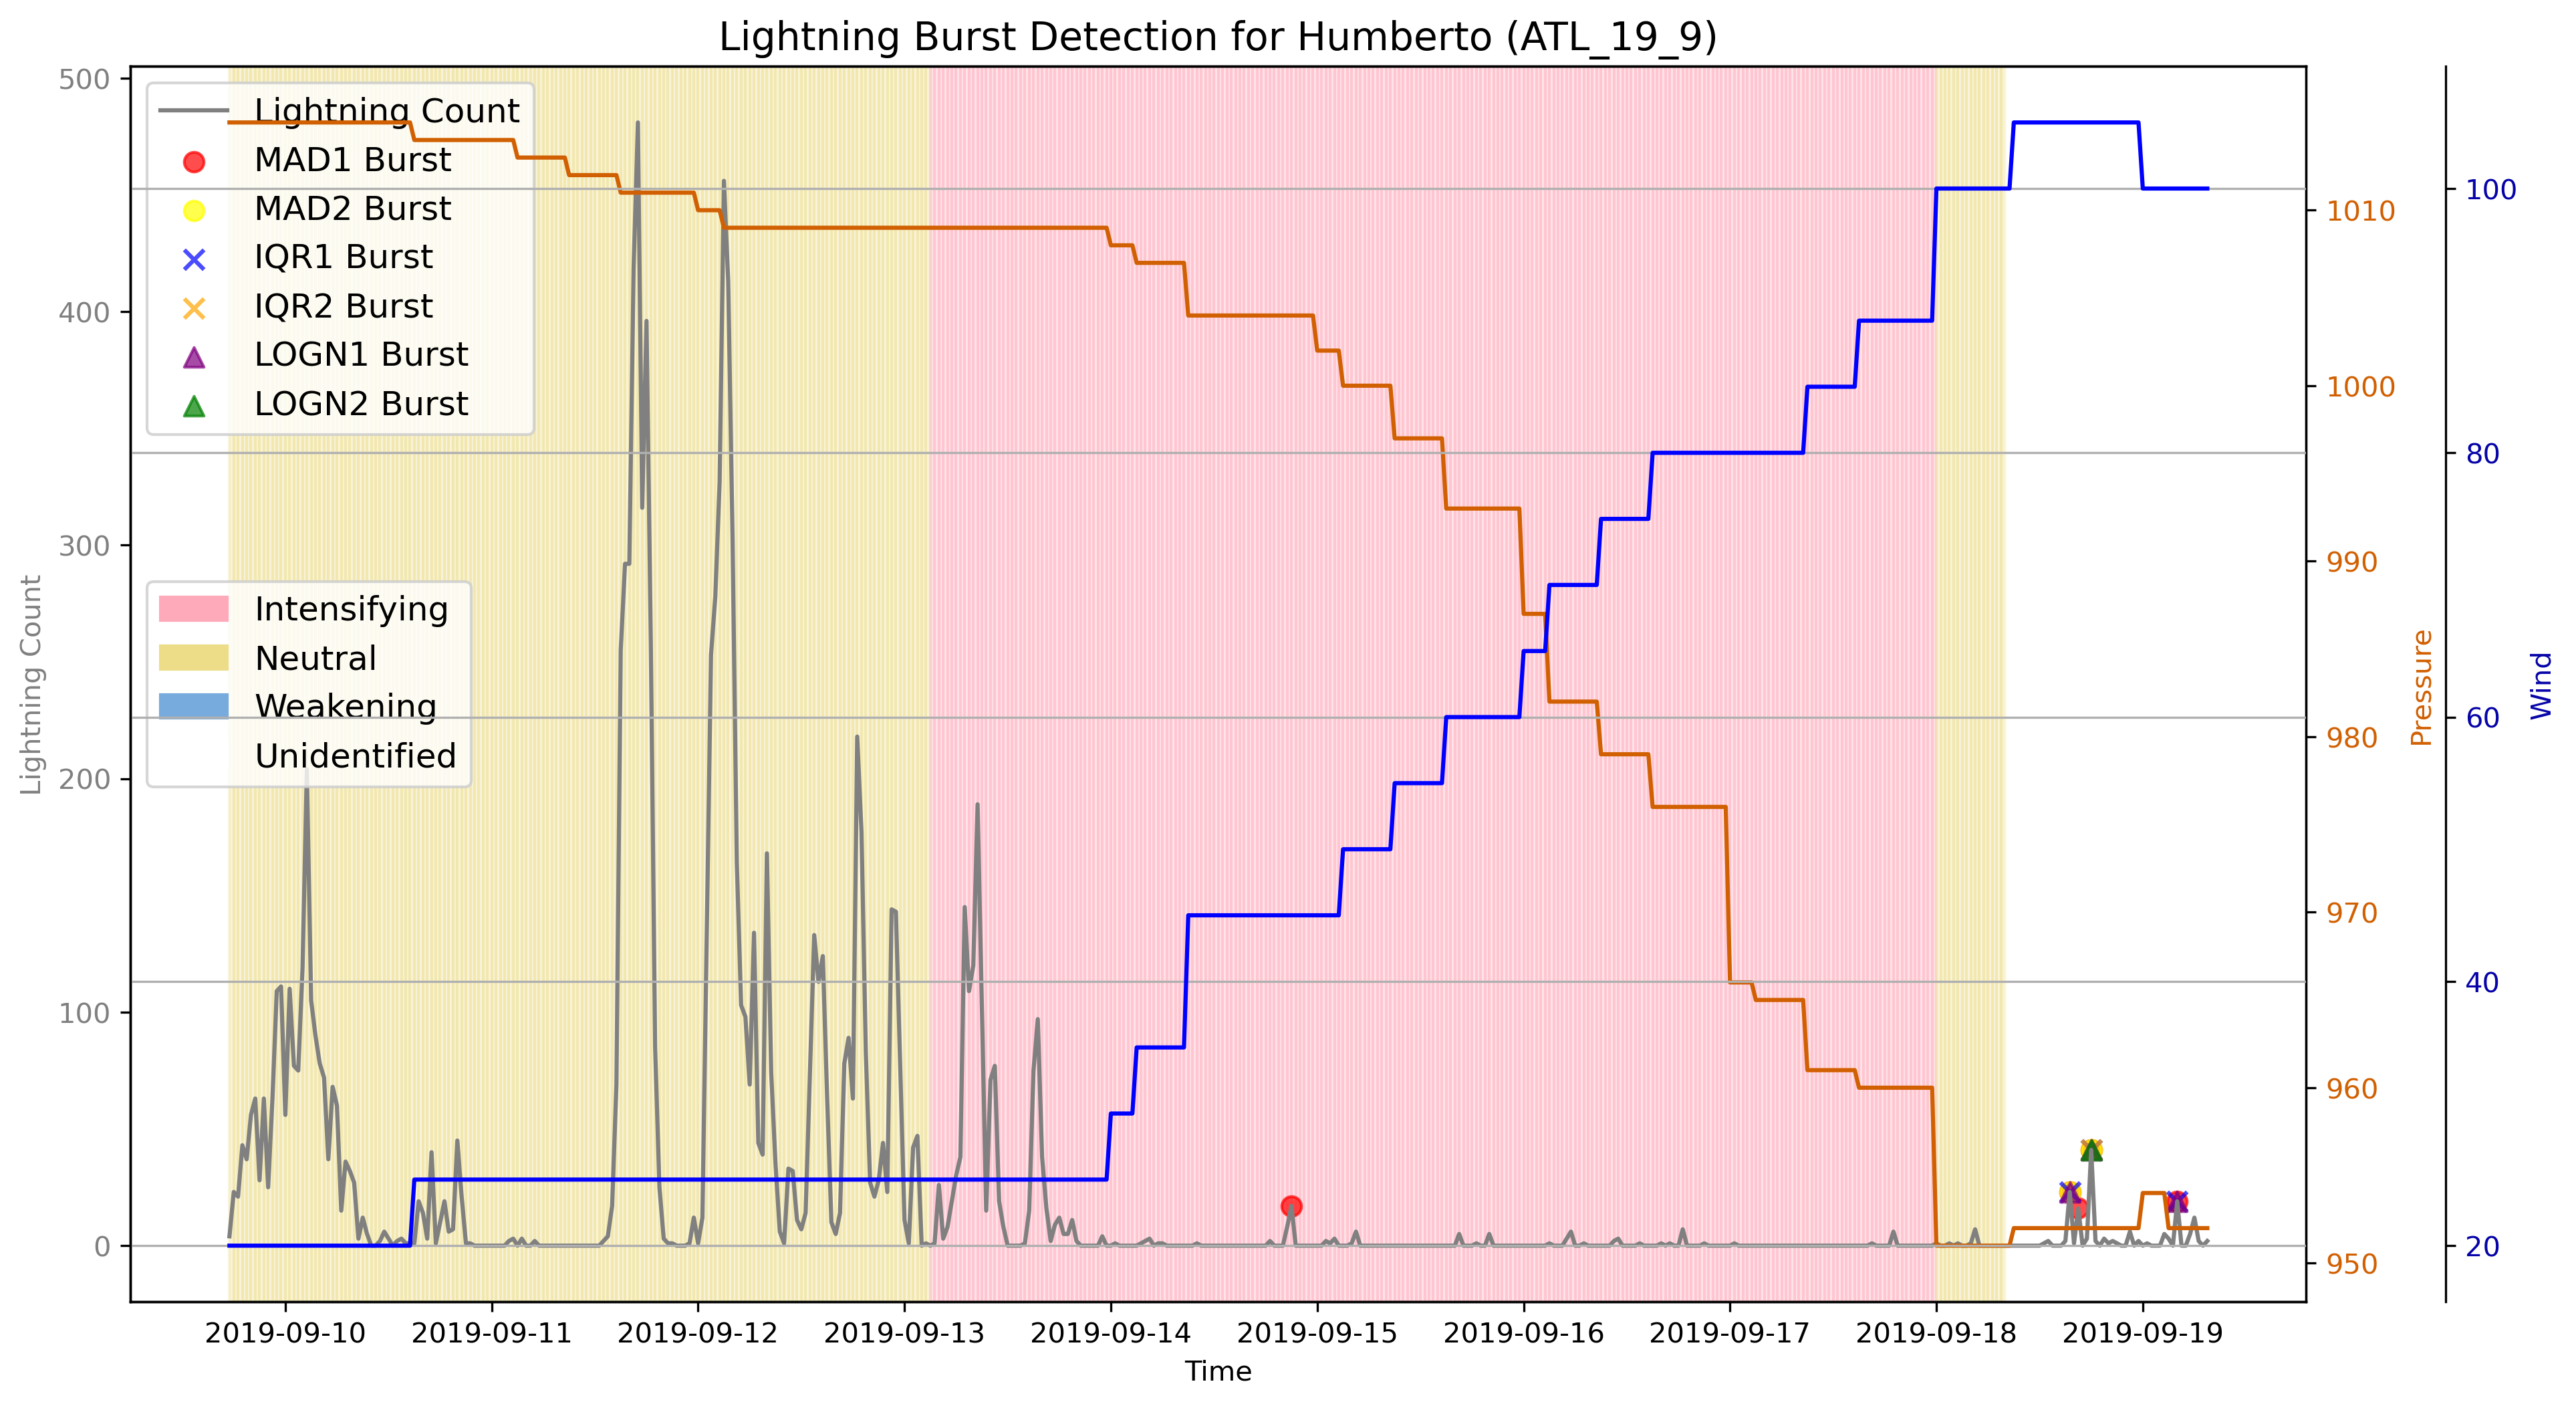 Lightning Burst Detection for Humberto (ATL_19_9)
500
400
300
200
100
0
Lightning Count
Lightning Count
MAD1 Burst
MAD2 Burst
IQR1 Burst
IQR2 Burst
LOGN1 Burst
LOGN2 Burst
Intensifying
Neutral
Weakening
Unidentified
1010
1000
990
980
970
960
950
Pressure
100
80
60
40
20
Wind
2019-09-10 2019-09-11 2019-09-12 2019-09-13 2019-09-14 2019-09-15 2019-09-16 2019-09-17 2019-09-18 2019-09-19
Time